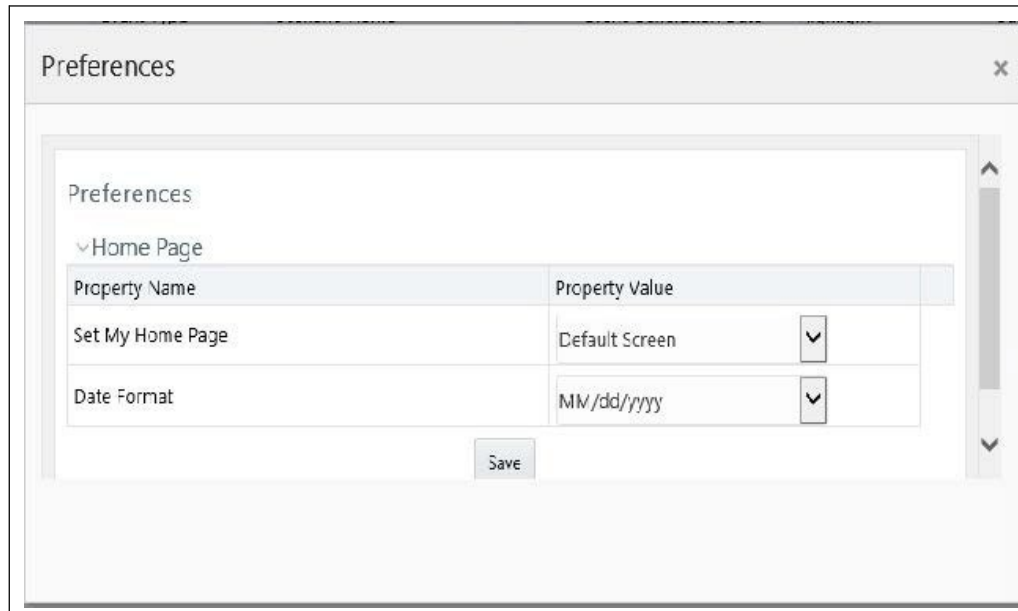 Preferences
Preferences
Home Page
Property Name Property Value
Set My Home Page Default Screen
Date Format MM/dd/yyyy
Save